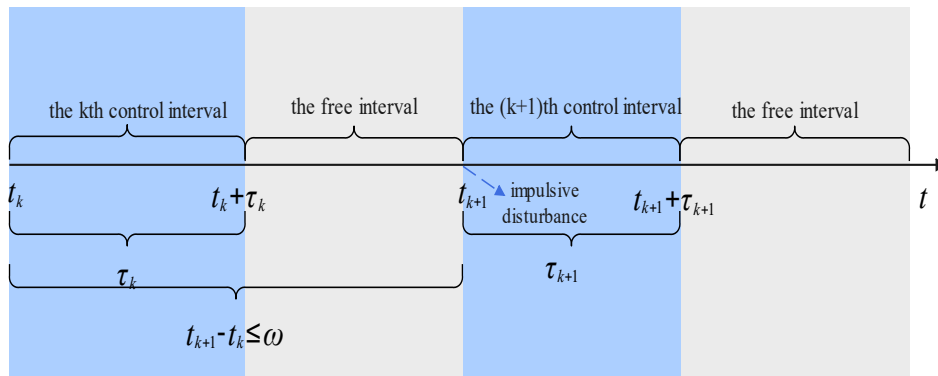 the kth control interval
the free interval
the (k+1)th control interval
the free interval
t_k
t_k+τ_k
t_{k+1}
impulsive
disturbance
t_{k+1}+τ_{k+1}
t
τ_k
τ_{k+1}
t_{k+1}-t_k≤ω